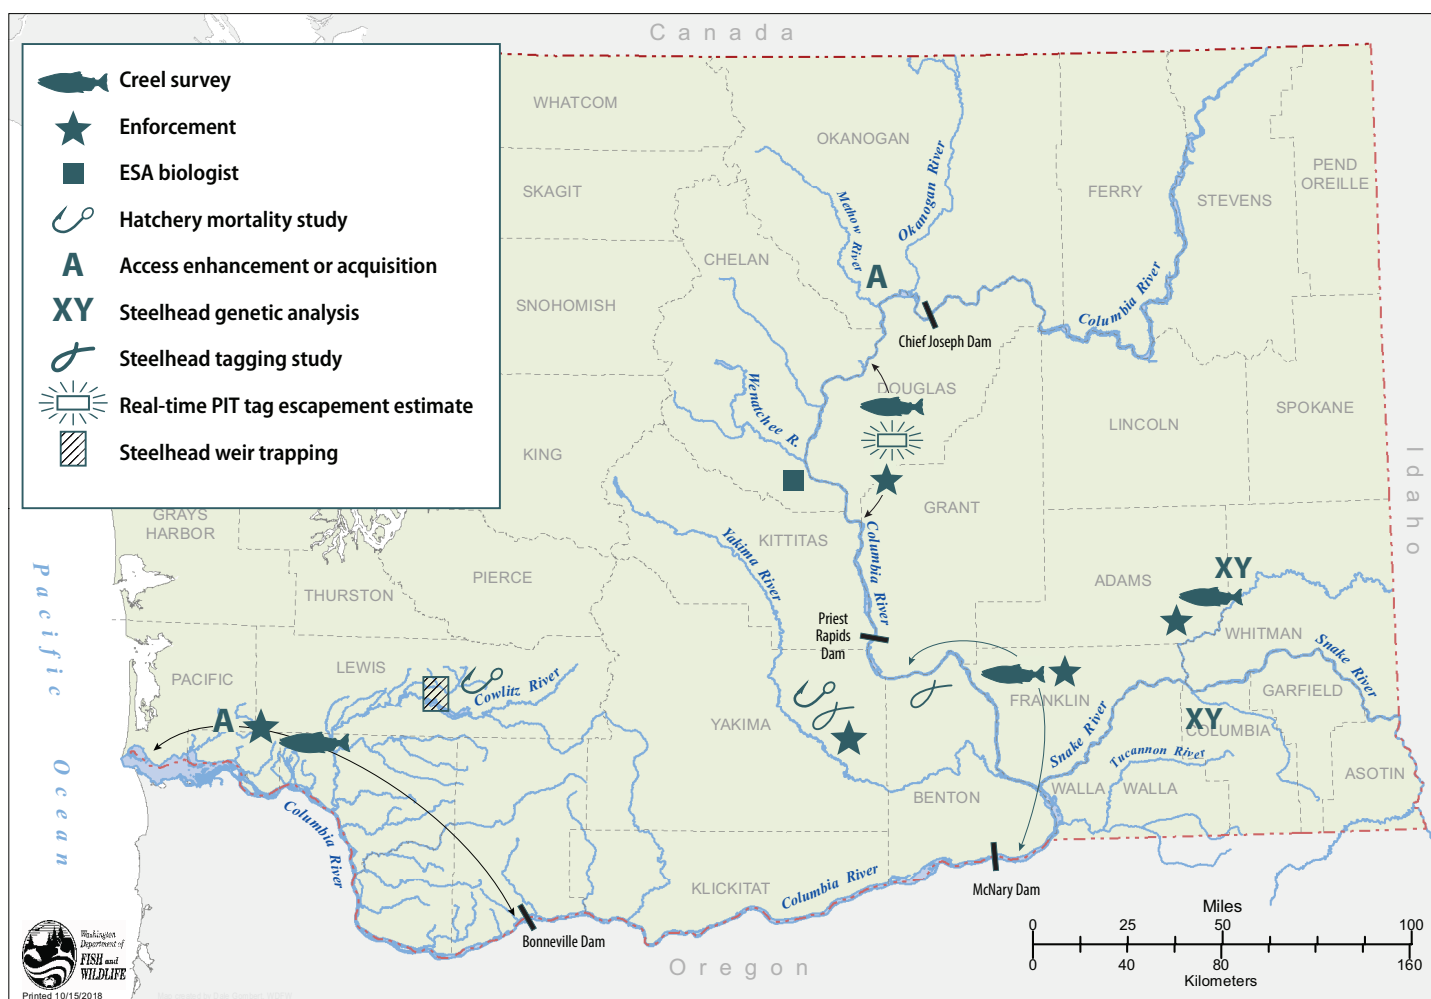 Canada
Creel survey
Enforcement
ESA biologist
Hatchery mortality study
A
Access enhancement or acquisition
XY
Steelhead genetic analysis
Steelhead tagging study
Real-time PIT tag escapement estimate
Steelhead weir trapping
WHATCOM
SKAGIT
SNOHOMISH
KING
CHELAN
OKANOGAN
FERRY
STEVENS
PEND
OREILLE
Methow River
Okanogan River
A
Columbia River
Chief Joseph Dam
DOUGLAS
Wenatchee R.
LINCOLN
SPOKANE
Idaho
GRANT
KITTITAS
Columbia River
Yakima River
GRAYS
HARBOR
THURSTON
PIERCE
ADAMS
XY
WHITMAN
Priest
Rapids
Dam
Pacific Ocean
PACIFIC
LEWIS
Cowlitz River
A
YAKIMA
FRANKLIN
Snake River
GARFIELD
Snake River
XY
COLUMBIA
Tucannon River
ASOTIN
WALLA WALLA
BENTON
Columbia River
KLICKITAT
Columbia River
McNary Dam
Bonneville Dam
Oregon
Miles
0 25 50 100
0 40 80 160
Kilometers
Washington
Department of
FISH and
WILDLIFE
Printed 10/15/2018